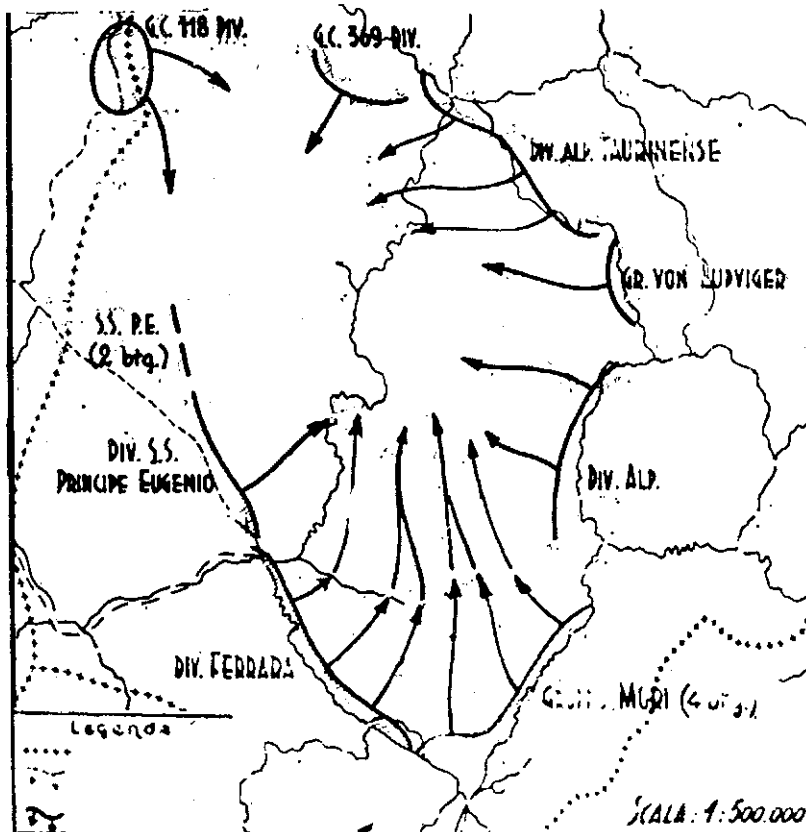 G.C. 118 DIV.
G.C. 369-DIV.
DIV. ALP. TAURINENSE
GR. VON LUDVIGER
S.S. P.E.
(2 btg.)
DIV. S.S.
PRINCIPE EUGENIO
DIV. ALP.
DIV. FERRARA
MURI (4
Legenda
SCALA: 1:500.000